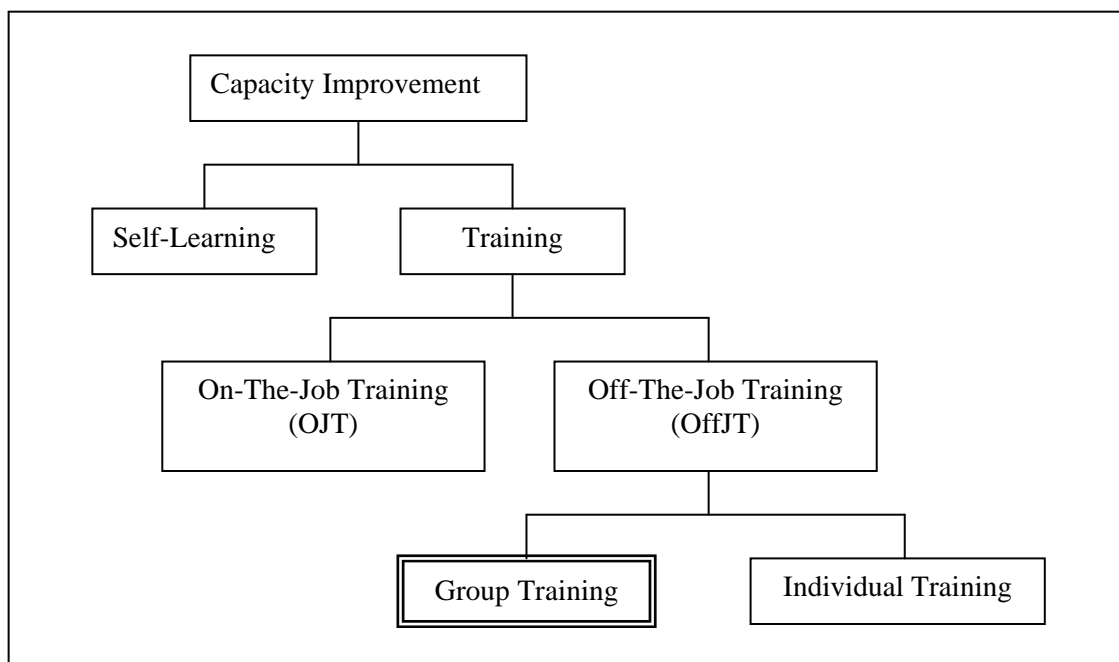 Capacity Improvement
Self-Learning
Training
On-The-Job Training
(OJT)
Off-The-Job Training
(OffJT)
Group Training
Individual Training